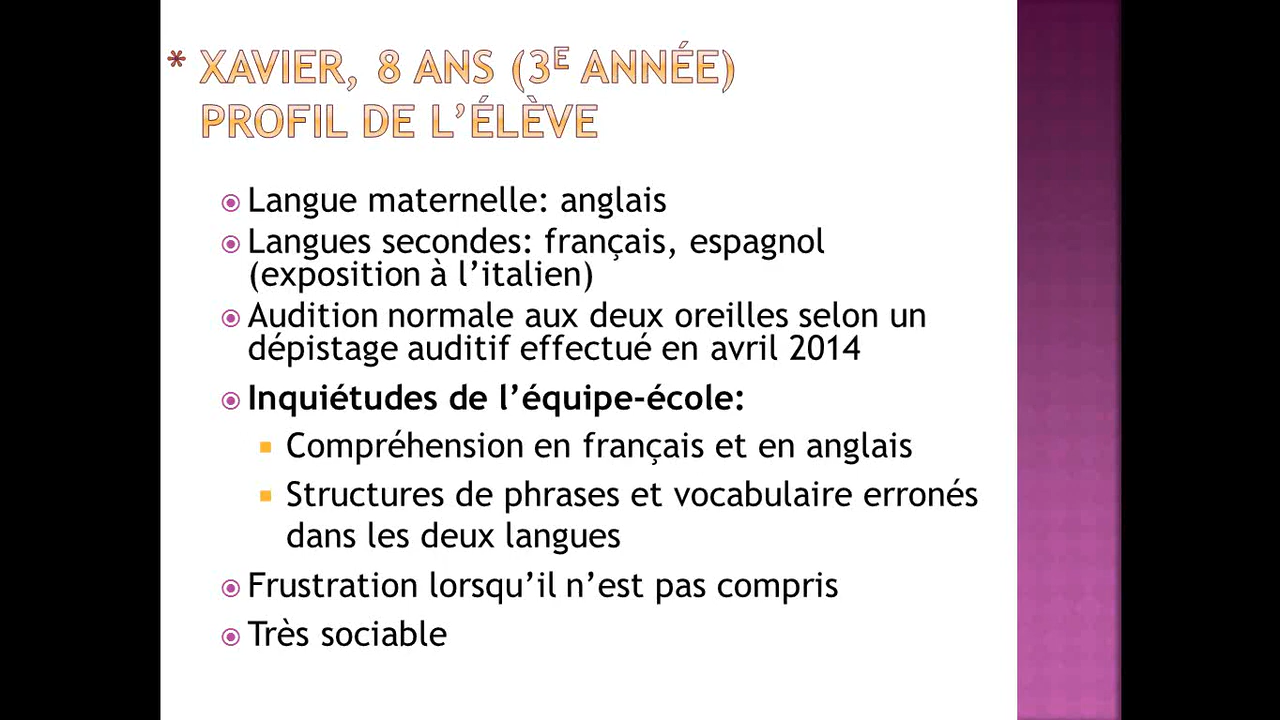 * XAVIER, 8 ANS (3E ANNÉE)
PROFIL DE L’ÉLÈVE
Langue maternelle: anglais
Langues secondes: français, espagnol
(exposition à l’italien)
Audition normale aux deux oreilles selon un
dépistage auditif effectué en avril 2014
Inquiétudes de l’équipe-école:
Compréhension en français et en anglais
Structures de phrases et vocabulaire erronés
dans les deux langues
Frustration lorsqu’il n’est pas compris
Très sociable